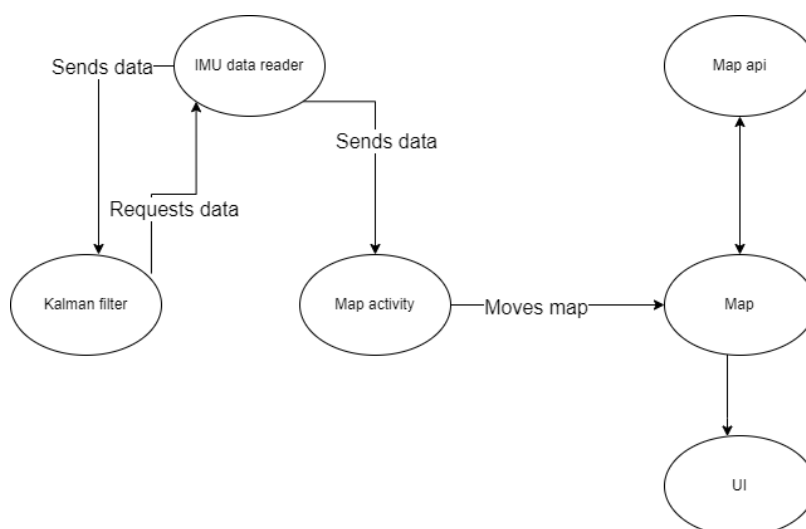 IMU data reader
Map api
Sends data
Sends data
Requests data
Kalman filter
Map activity
Moves map
Map
UI